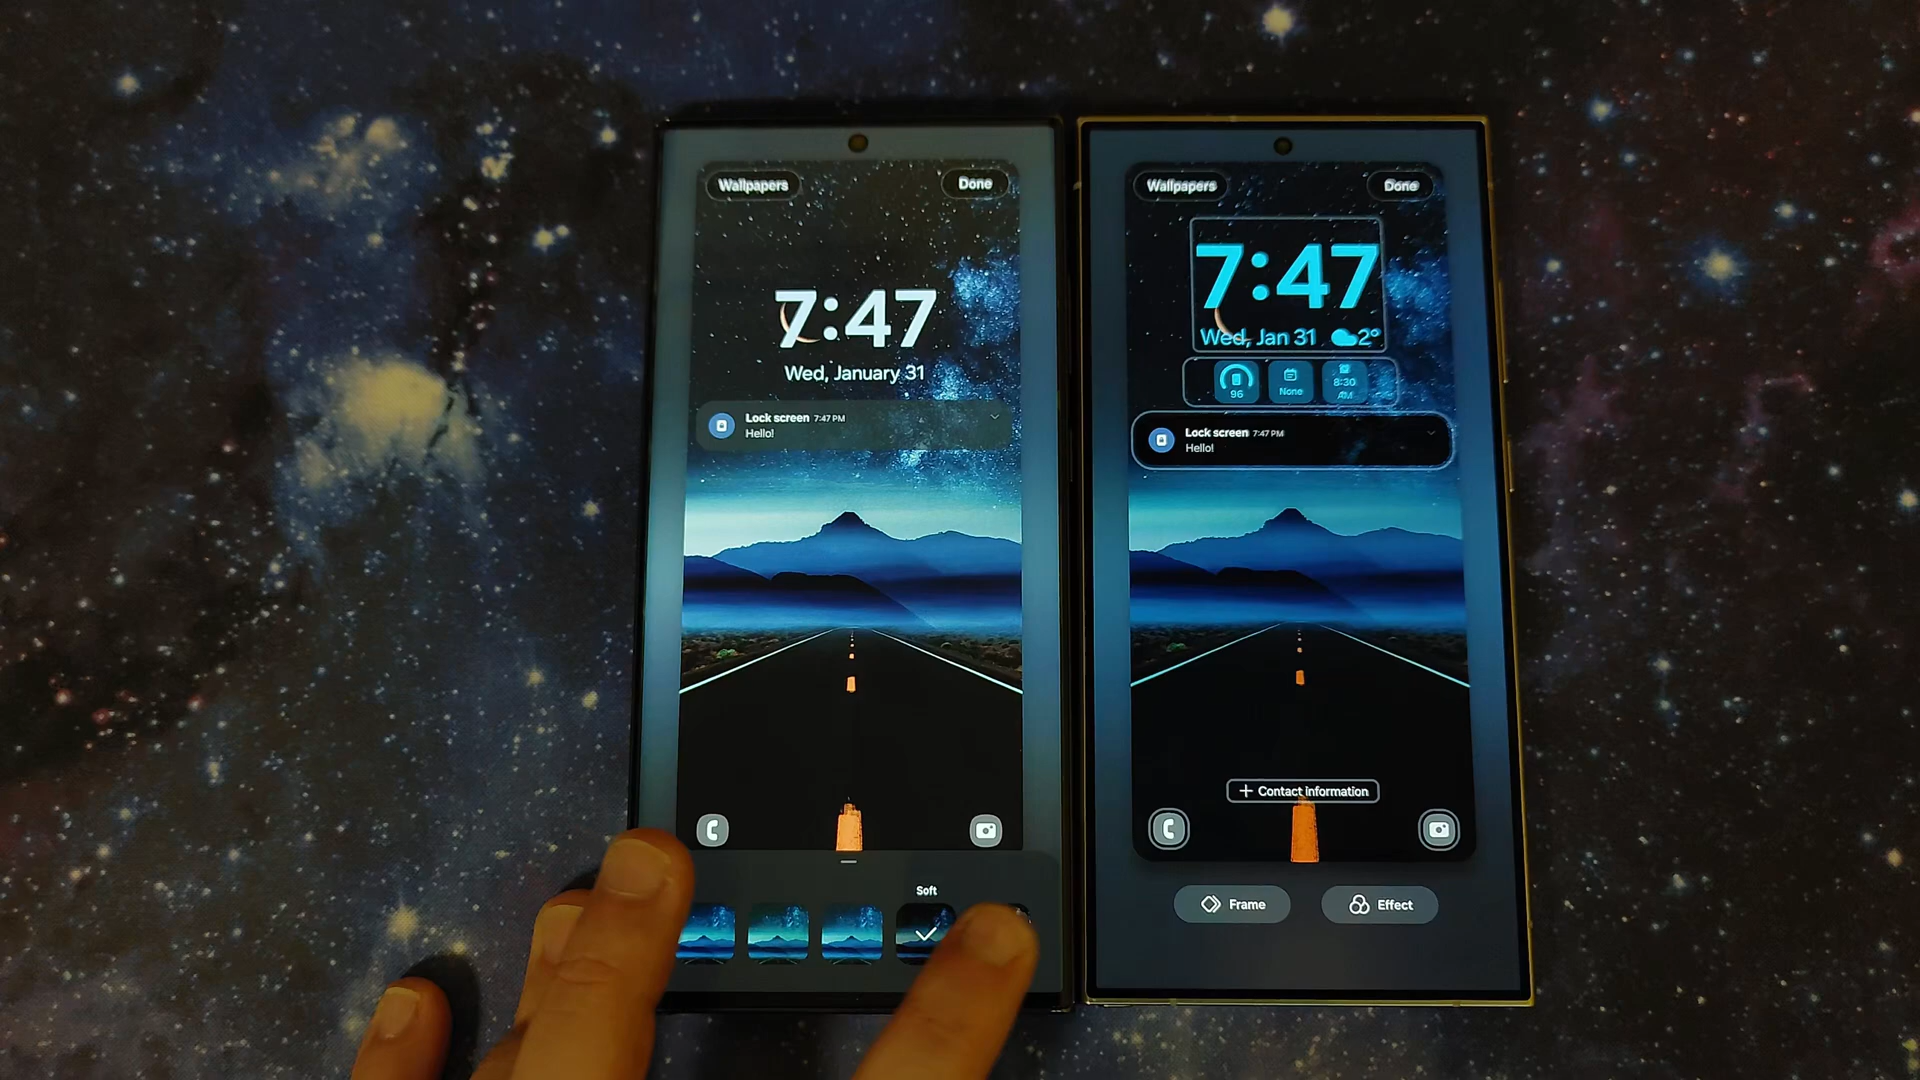 Wallpapers
Done
7:47
Wed, January 31
Lock screen 7:47 PM
Hello!
Soft
Wallpapers
Done
7:47
Wed, Jan 31 2°
96
None
8:30
AM
Lock screen 7:47 PM
Hello!
+ Contact information
Frame
Effect